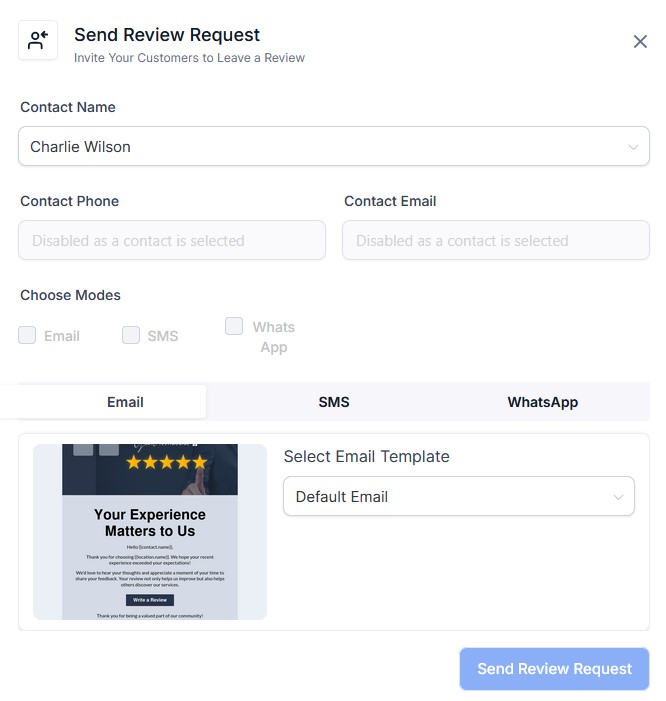 Send Review Request
Invite Your Customers to Leave a Review
Contact Name
Charlie Wilson
Contact Phone
Contact Email
Disabled as a contact is selected
Disabled as a contact is selected
Choose Modes
Email
SMS
Whats
App
Email
SMS
WhatsApp
Select Email Template
Default Email
Your Experience
Matters to Us
Hello {{contact.name}},
Thank you for choosing {{location.name}}. We hope your recent
experience exceeded your expectations!
We'd love to hear your thoughts and appreciate a moment of your time to
share your feedback. Your review not only helps us improve but also helps
others discover our services.
Write a Review
Thank you for being a valued part of our community!
Send Review Request